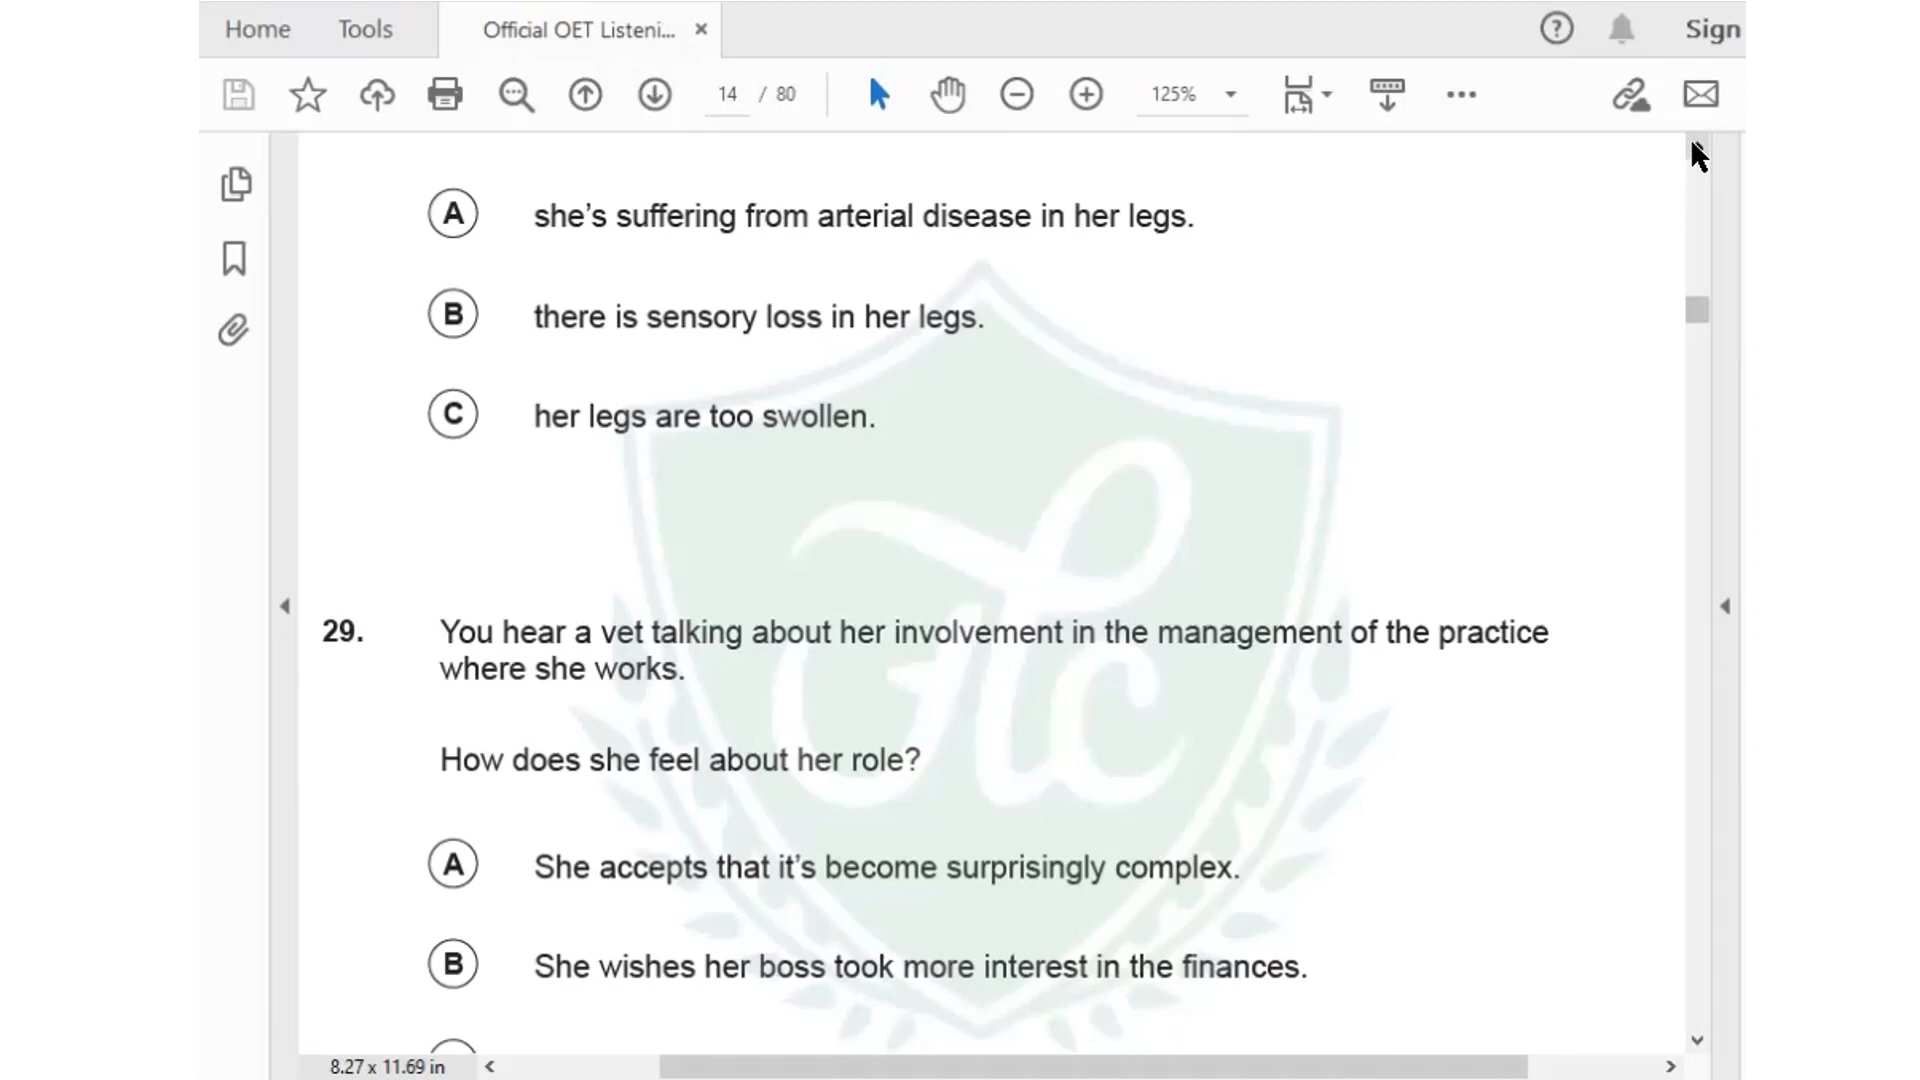 Home Tools Official OET Listeni... × Sign
14 / 80 125%
A she's suffering from arterial disease in her legs.
B there is sensory loss in her legs.
C her legs are too swollen.
29. You hear a vet talking about her involvement in the management of the practice
where she works.
How does she feel about her role?
A She accepts that it's become surprisingly complex.
B She wishes her boss took more interest in the finances.
8.27 x 11.69 in